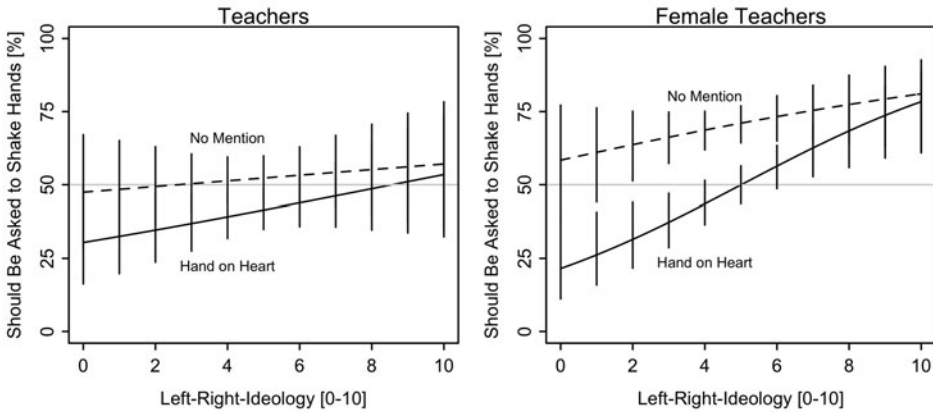 Teachers
Should Be Asked to Shake Hands [%]
100
75
50
25
0
No Mention
Hand on Heart
0 2 4 6 8 10
Left-Right-Ideology [0-10]
Female Teachers
Should Be Asked to Shake Hands [%]
100
75
50
25
0
No Mention
Hand on Heart
0 2 4 6 8 10
Left-Right-Ideology [0-10]